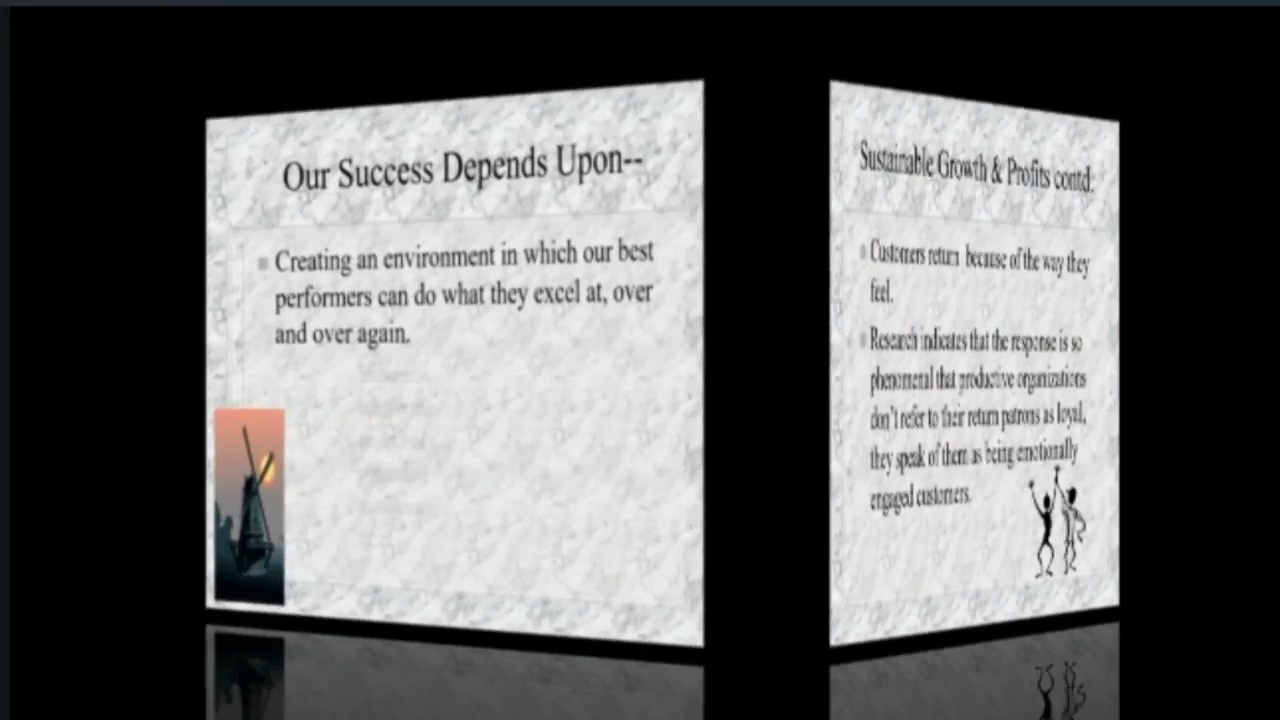 Our Success Depends Upon--
Creating an environment in which our best
performers can do what they excel at, over
and over again.
Sustainable Growth & Profits contd.
Customers return because of the way they
feel.
Research indicates that the response is so
phenomenal that productive organizations
don't refer to their return patrons as loyal,
they speak of them as being emotionally
engaged customers.